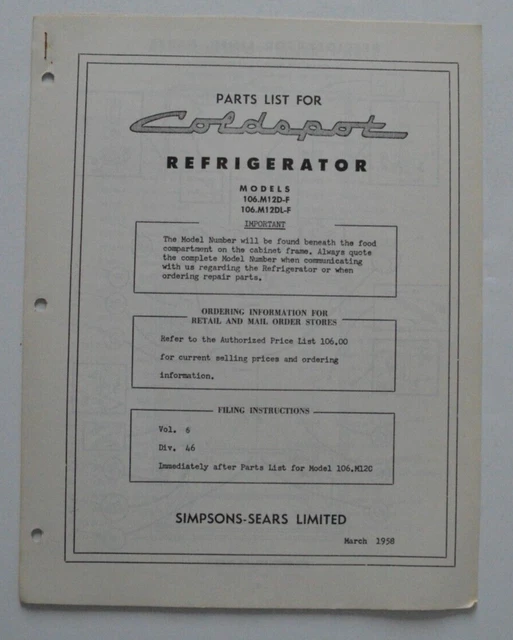 PARTS LIST FOR
Coldspot
REFRIGERATOR
MODELS
106.M12D-F
106.M12DL-F
IMPORTANT
The Model Number will be found beneath the food
compartment on the cabinet frame. Always quote
the complete Model Number when communicating
with us regarding the Refrigerator or when
ordering repair parts.
ORDERING INFORMATION FOR
RETAIL AND MAIL ORDER STORES
Refer to the Authorized Price List 106.00
for current selling prices and ordering
information.
FILING INSTRUCTIONS
Vol. 6
Div. 46
Immediately after Parts List for Model 106.M120
SIMPSONS-SEARS LIMITED
March 1958